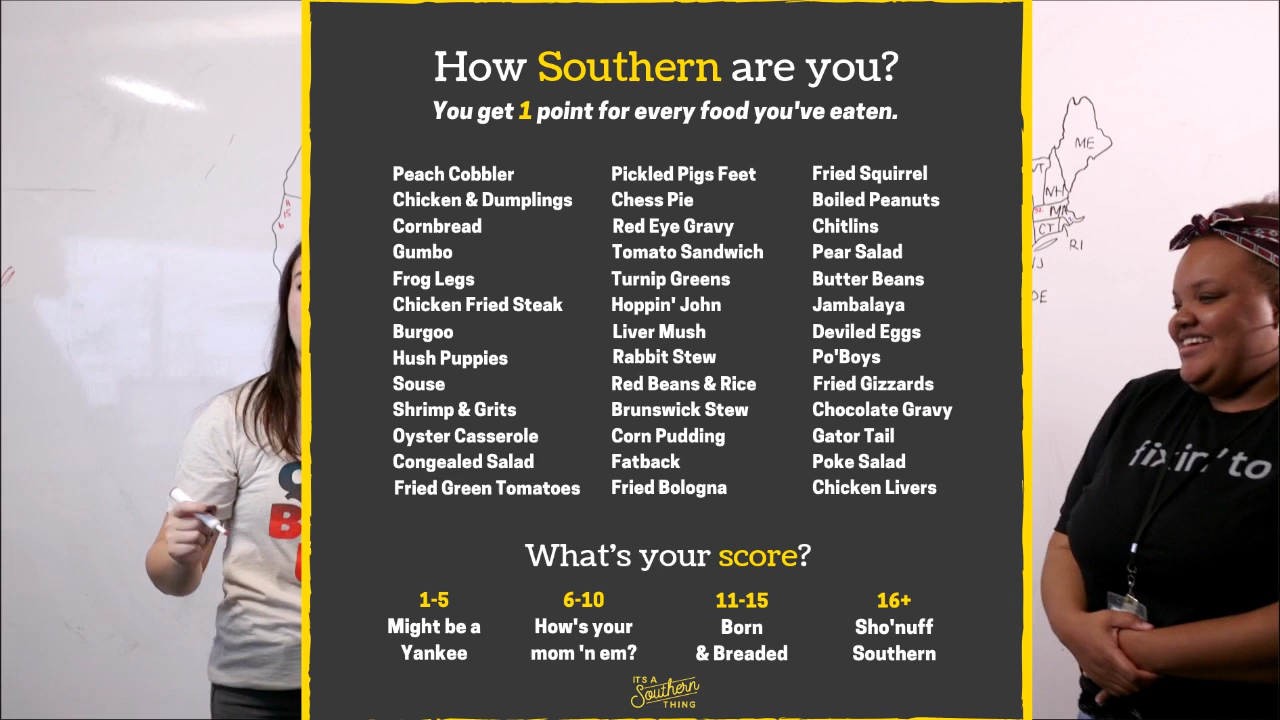 How Southern are you?
You get 1 point for every food you've eaten.
Peach Cobbler
Chicken & Dumplings
Cornbread
Gumbo
Frog Legs
Chicken Fried Steak
Burgoo
Hush Puppies
Souse
Shrimp & Grits
Oyster Casserole
Congealed Salad
Fried Green Tomatoes
Pickled Pigs Feet
Chess Pie
Red Eye Gravy
Tomato Sandwich
Turnip Greens
Hoppin' John
Liver Mush
Rabbit Stew
Red Beans & Rice
Brunswick Stew
Corn Pudding
Fatback
Fried Bologna
Fried Squirrel
Boiled Peanuts
Chitlins
Pear Salad
Butter Beans
Jambalaya
Deviled Eggs
Po'Boys
Fried Gizzards
Chocolate Gravy
Gator Tail
Poke Salad
Chicken Livers
What's your score?
1-5
Might be a
Yankee
6-10
How's your
mom 'n em?
11-15
Born
& Breaded
16+
Sho'nuff
Southern
ITS A
Southern
THING
ME
NH
CT
RI
fixin' to